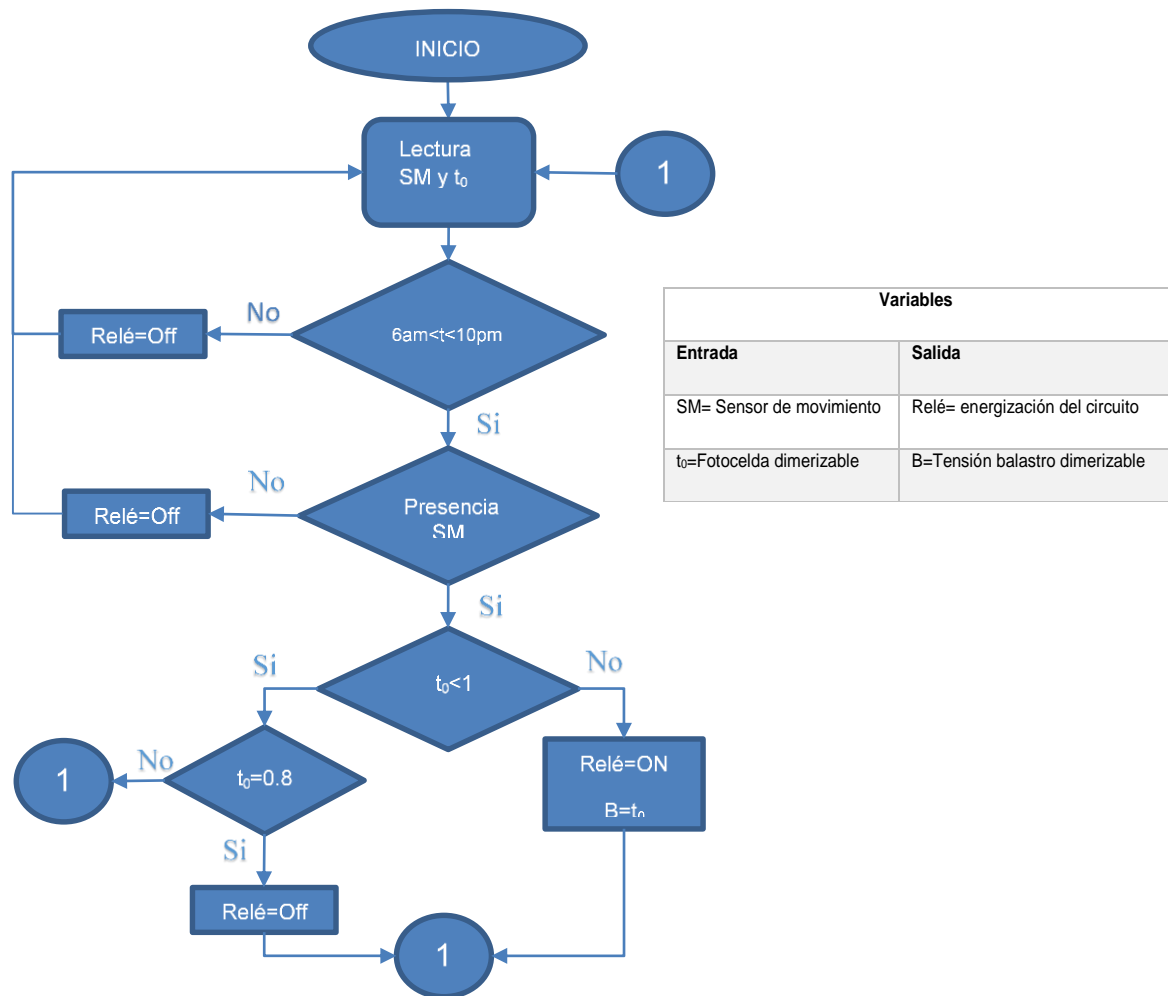 INICIO
Lectura
SM y t₀
1
6am<t<10pm
No
Relé=Off
Si
Presencia
SM
No
Relé=Off
Si
t₀<1
Si
No
t₀=0.8
No
1
Si
Relé=Off
Relé=ON
B=t₀
1
Variables
Entrada
Salida
SM= Sensor de movimiento
Relé= energización del circuito
t₀=Fotocelda dimerizable
B=Tensión balastro dimerizable